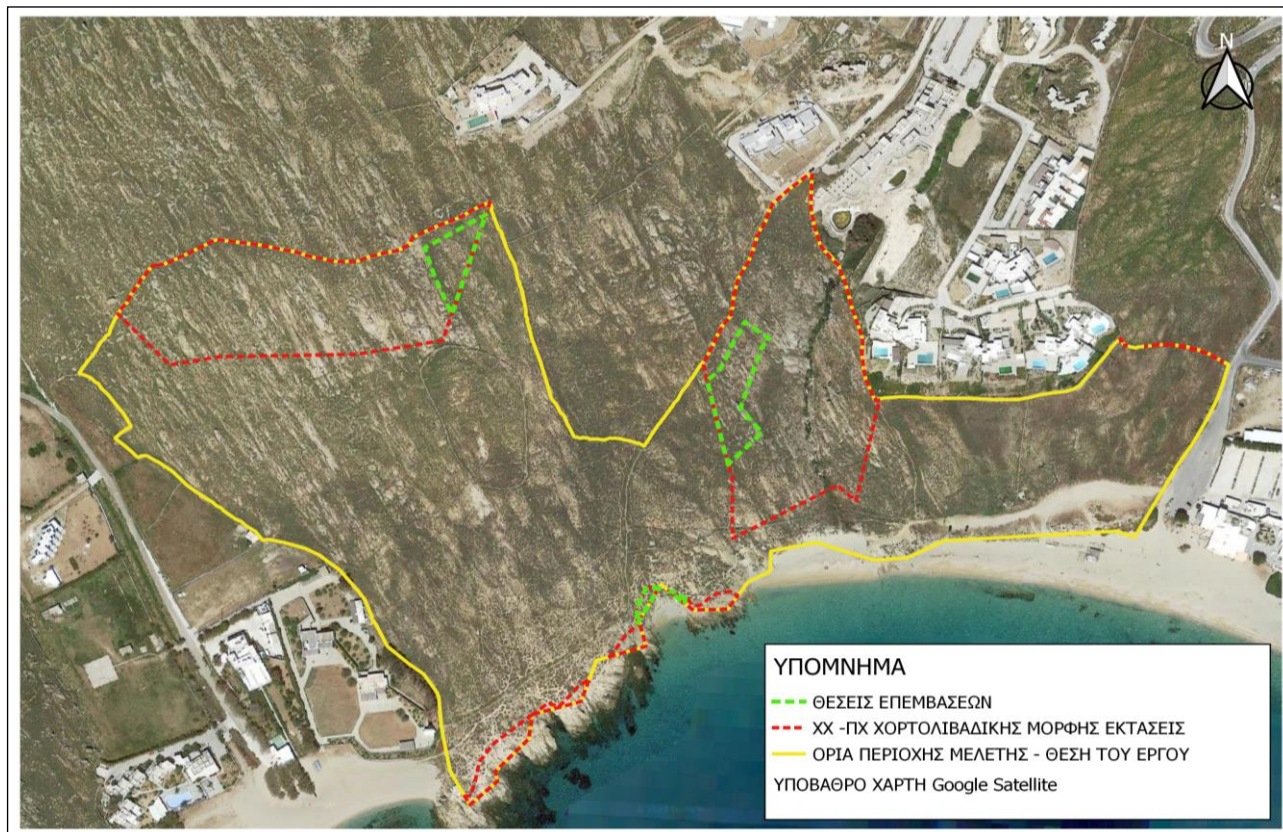 N
ΥΠΟΜΝΗΜΑ
ΘΕΣΕΙΣ ΕΠΕΜΒΑΣΕΩΝ
ΧΧ -ΠΧ ΧΟΡΤΟΛΙΒΑΔΙΚΗΣ ΜΟΡΦΗΣ ΕΚΤΑΣΕΙΣ
ΟΡΙΑ ΠΕΡΙΟΧΗΣ ΜΕΛΕΤΗΣ - ΘΕΣΗ ΤΟΥ ΕΡΓΟΥ
ΥΠΟΒΑΘΡΟ ΧΑΡΤΗ Google Satellite